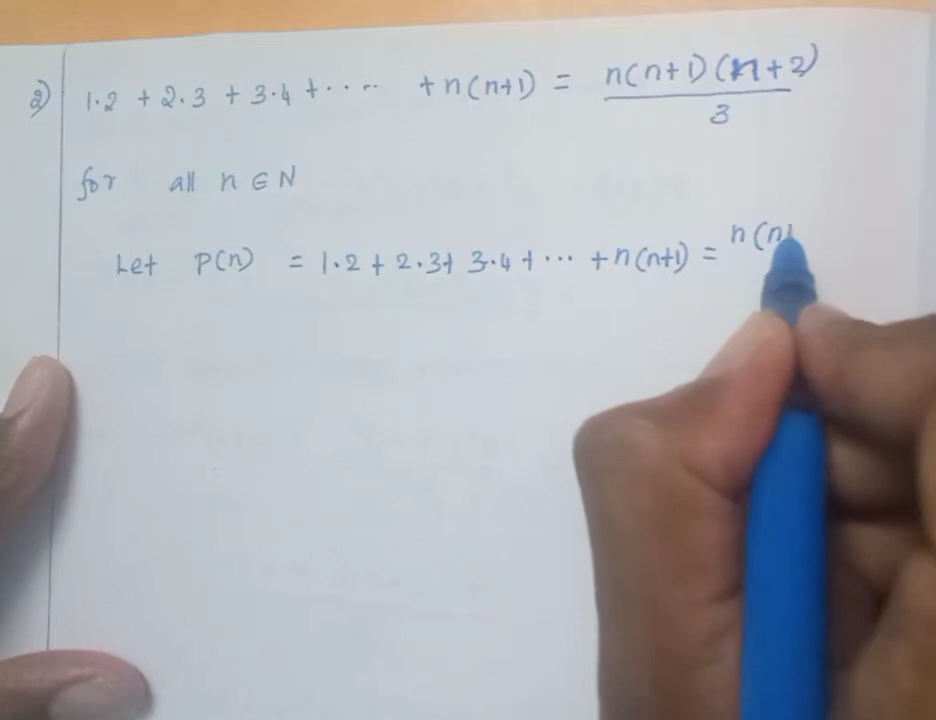 2) 1.2 + 2.3 + 3.4 + ..... + n(n+1) = n(n+1)(n+2) / 3
for all n ∈ N
Let P(n) = 1.2 + 2.3 + 3.4 + ... + n(n+1) = n(n